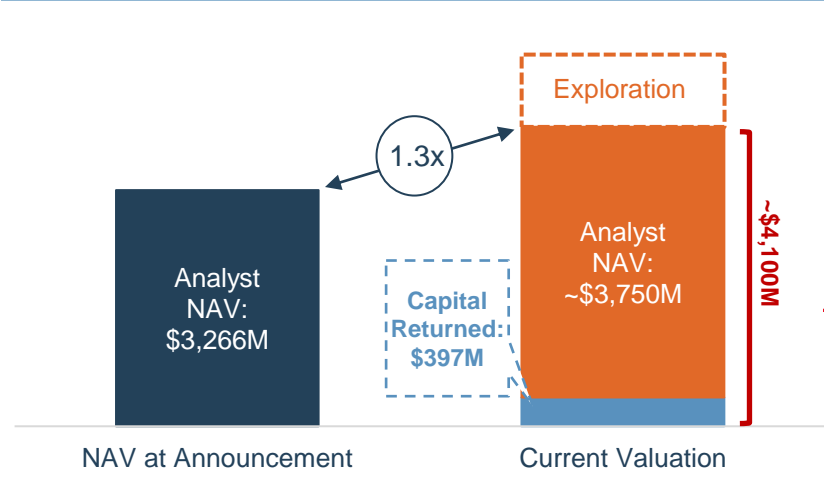 Exploration
1.3x
Analyst
NAV:
~$3,750M
~$4,100M
Analyst
NAV:
$3,266M
Capital
Returned:
$397M
NAV at Announcement
Current Valuation